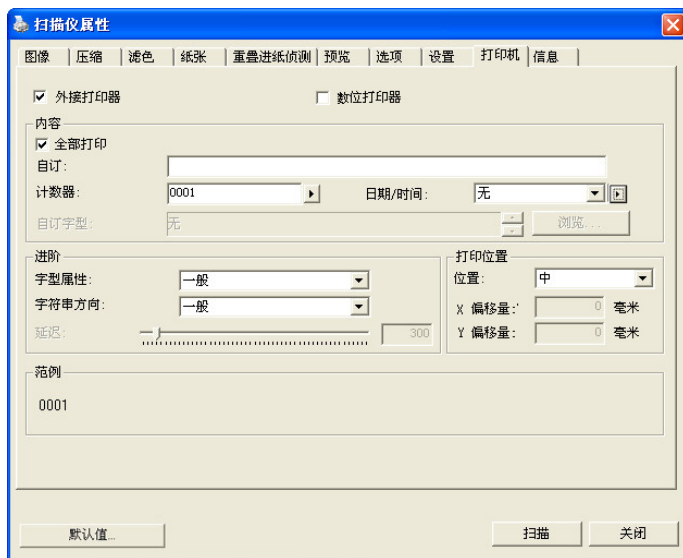 扫描仪属性
图像 压缩 滤色 纸张 重叠进纸侦测 预览 选项 设置 打印机 信息
外接打印器 数位打印器
内容
全部打印
自订:
计数器: 0001 日期/时间: 无
自订字型: 无 浏览...
进阶 打印位置
字型属性: 一般 位置: 中
字符串方向: 一般 X 偏移量:' 0 毫米
延迟: 300 Y 偏移量: 0 毫米
范例
0001
默认值... 扫描 关闭